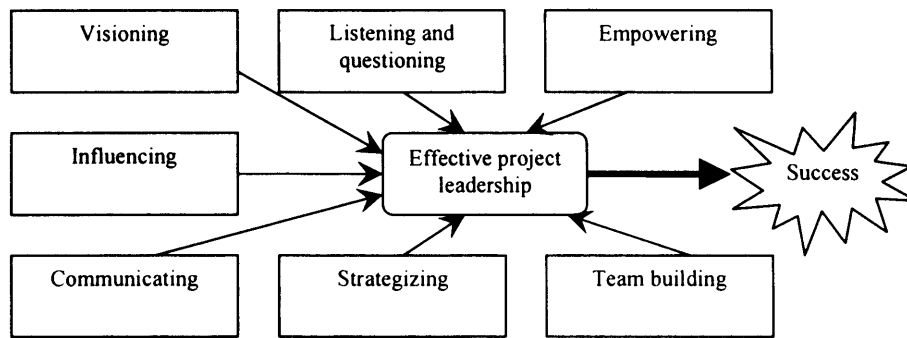 Visioning
Listening and
questioning
Empowering
Influencing
Effective project
leadership
Success
Communicating
Strategizing
Team building